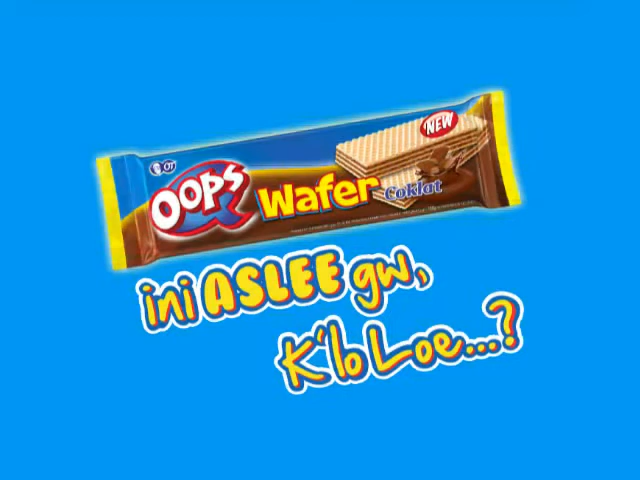 NEW
OT
OOPS
Wafer
Coklat
ini ASLEE gw,
K'lo Loe...?